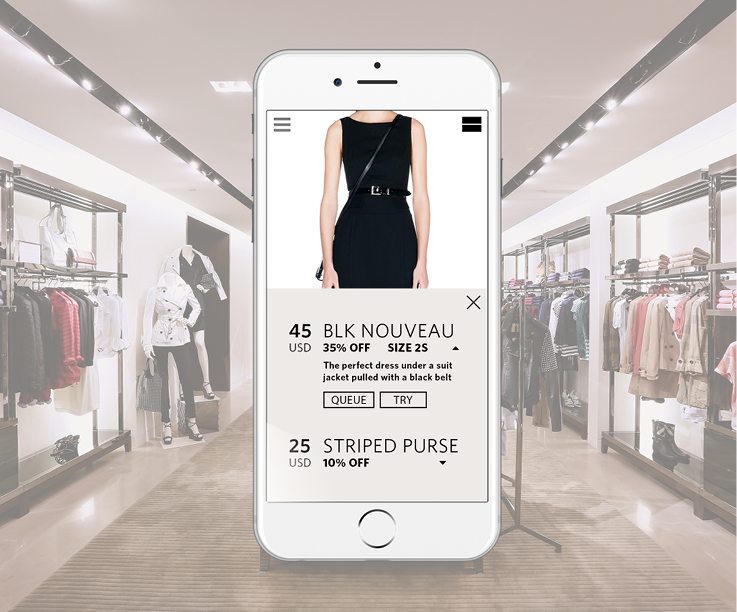 45 BLK NOUVEAU
USD 35% OFF SIZE 2S
The perfect dress under a suit
jacket pulled with a black belt
QUEUE TRY
25 STRIPED PURSE
USD 10% OFF